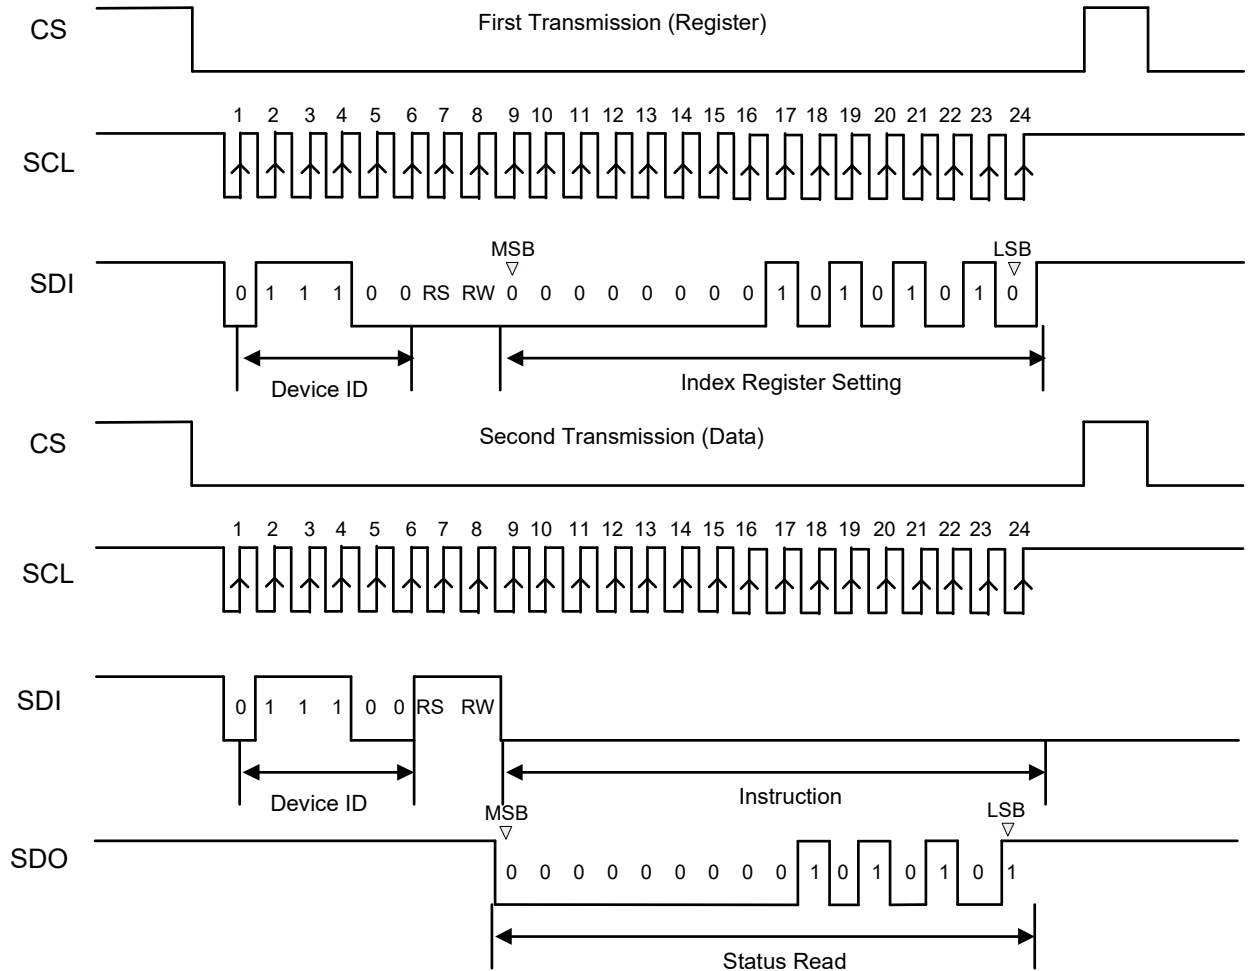 CS
First Transmission (Register)
1 2 3 4 5 6 7 8 9 10 11 12 13 14 15 16 17 18 19 20 21 22 23 24
SCL
MSB LSB
SDI 0 1 1 1 0 0 RS RW 0 0 0 0 0 0 0 0 1 0 1 0 1 0 1 0
Device ID Index Register Setting
CS
Second Transmission (Data)
1 2 3 4 5 6 7 8 9 10 11 12 13 14 15 16 17 18 19 20 21 22 23 24
SCL
SDI 0 1 1 1 0 0 RS RW
Device ID Instruction
MSB LSB
SDO 0 0 0 0 0 0 0 0 0 1 0 1 0 1 0 1
Status Read